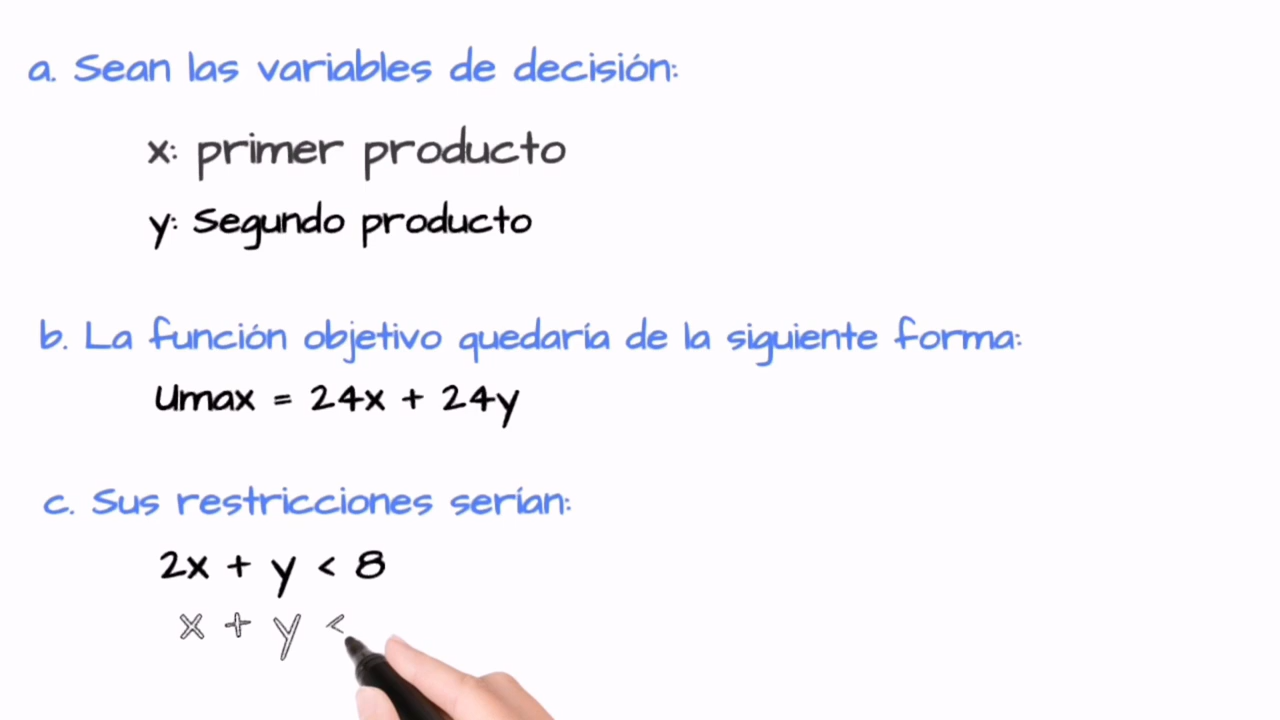 a. Sean las variables de decisión:
x: primer producto
y: Segundo producto
b. La función objetivo quedaría de la siguiente forma:
Umax = 24x + 24y
c. Sus restricciones serían:
2x + y < 8
x + y <